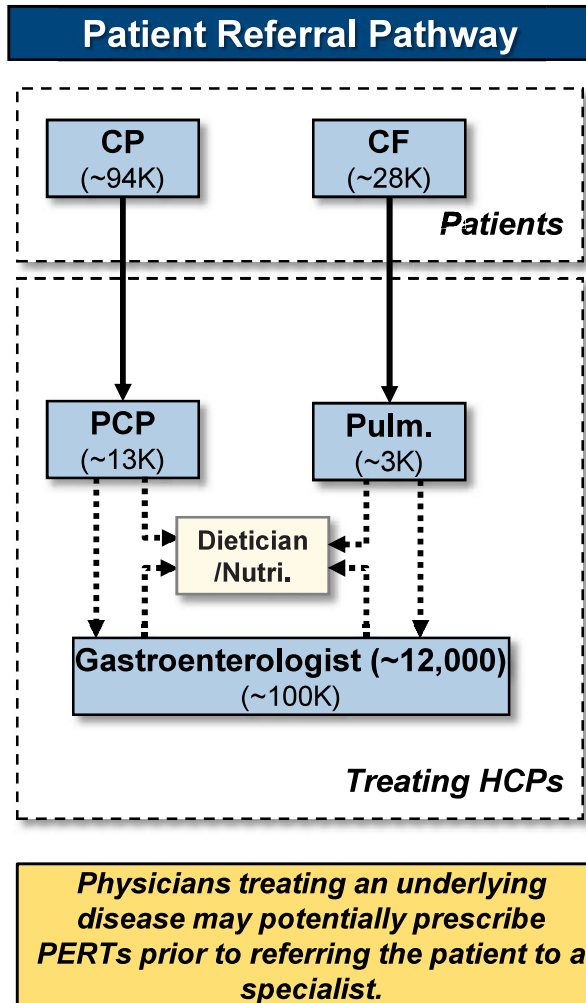 Patient Referral Pathway
CP
(~94K)
CF
(~28K)
Patients
PCP
(~13K)
Pulm.
(~3K)
Dietician
/Nutri.
Gastroenterologist (~12,000)
(~100K)
Treating HCPs
Physicians treating an underlying
disease may potentially prescribe
PERTs prior to referring the patient to a
specialist.